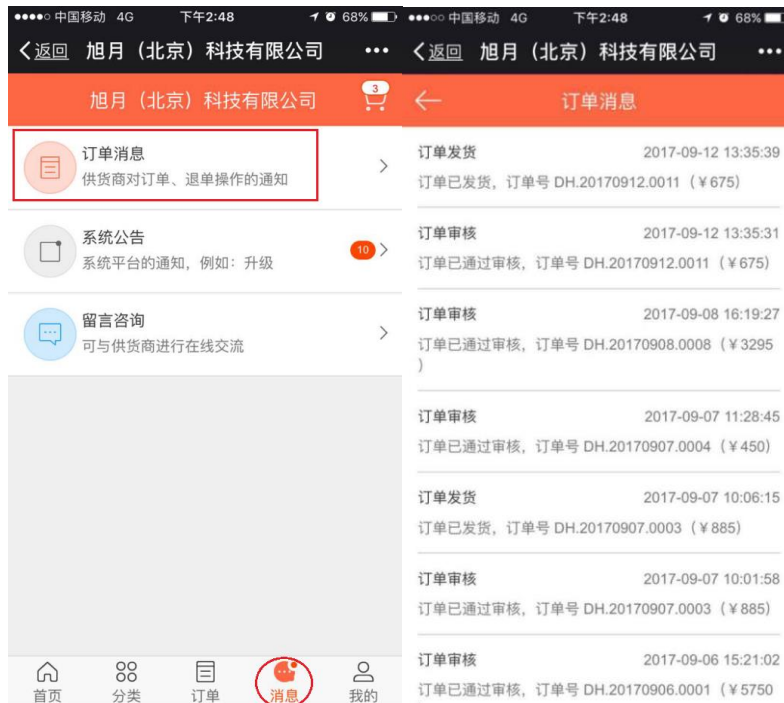 中国移动 4G 下午2:48 68%
返回 旭月（北京）科技有限公司
旭月（北京）科技有限公司 3
订单消息
供货商对订单、退单操作的通知
系统公告
系统平台的通知，例如：升级
10
留言咨询
可与供货商进行在线交流
首页 分类 订单 消息 我的
中国移动 4G 下午2:48 68%
返回 旭月（北京）科技有限公司
订单消息
订单发货 2017-09-12 13:35:39
订单已发货，订单号 DH.20170912.0011（￥675）
订单审核 2017-09-12 13:35:31
订单已通过审核，订单号 DH.20170912.0011（￥675）
订单审核 2017-09-08 16:19:27
订单已通过审核，订单号 DH.20170908.0008（￥3295
）
订单审核 2017-09-07 11:28:45
订单已通过审核，订单号 DH.20170907.0004（￥450）
订单发货 2017-09-07 10:06:15
订单已发货，订单号 DH.20170907.0003（￥885）
订单审核 2017-09-07 10:01:58
订单已通过审核，订单号 DH.20170907.0003（￥885）
订单审核 2017-09-06 15:21:02
订单已通过审核，订单号 DH.20170906.0001（￥5750